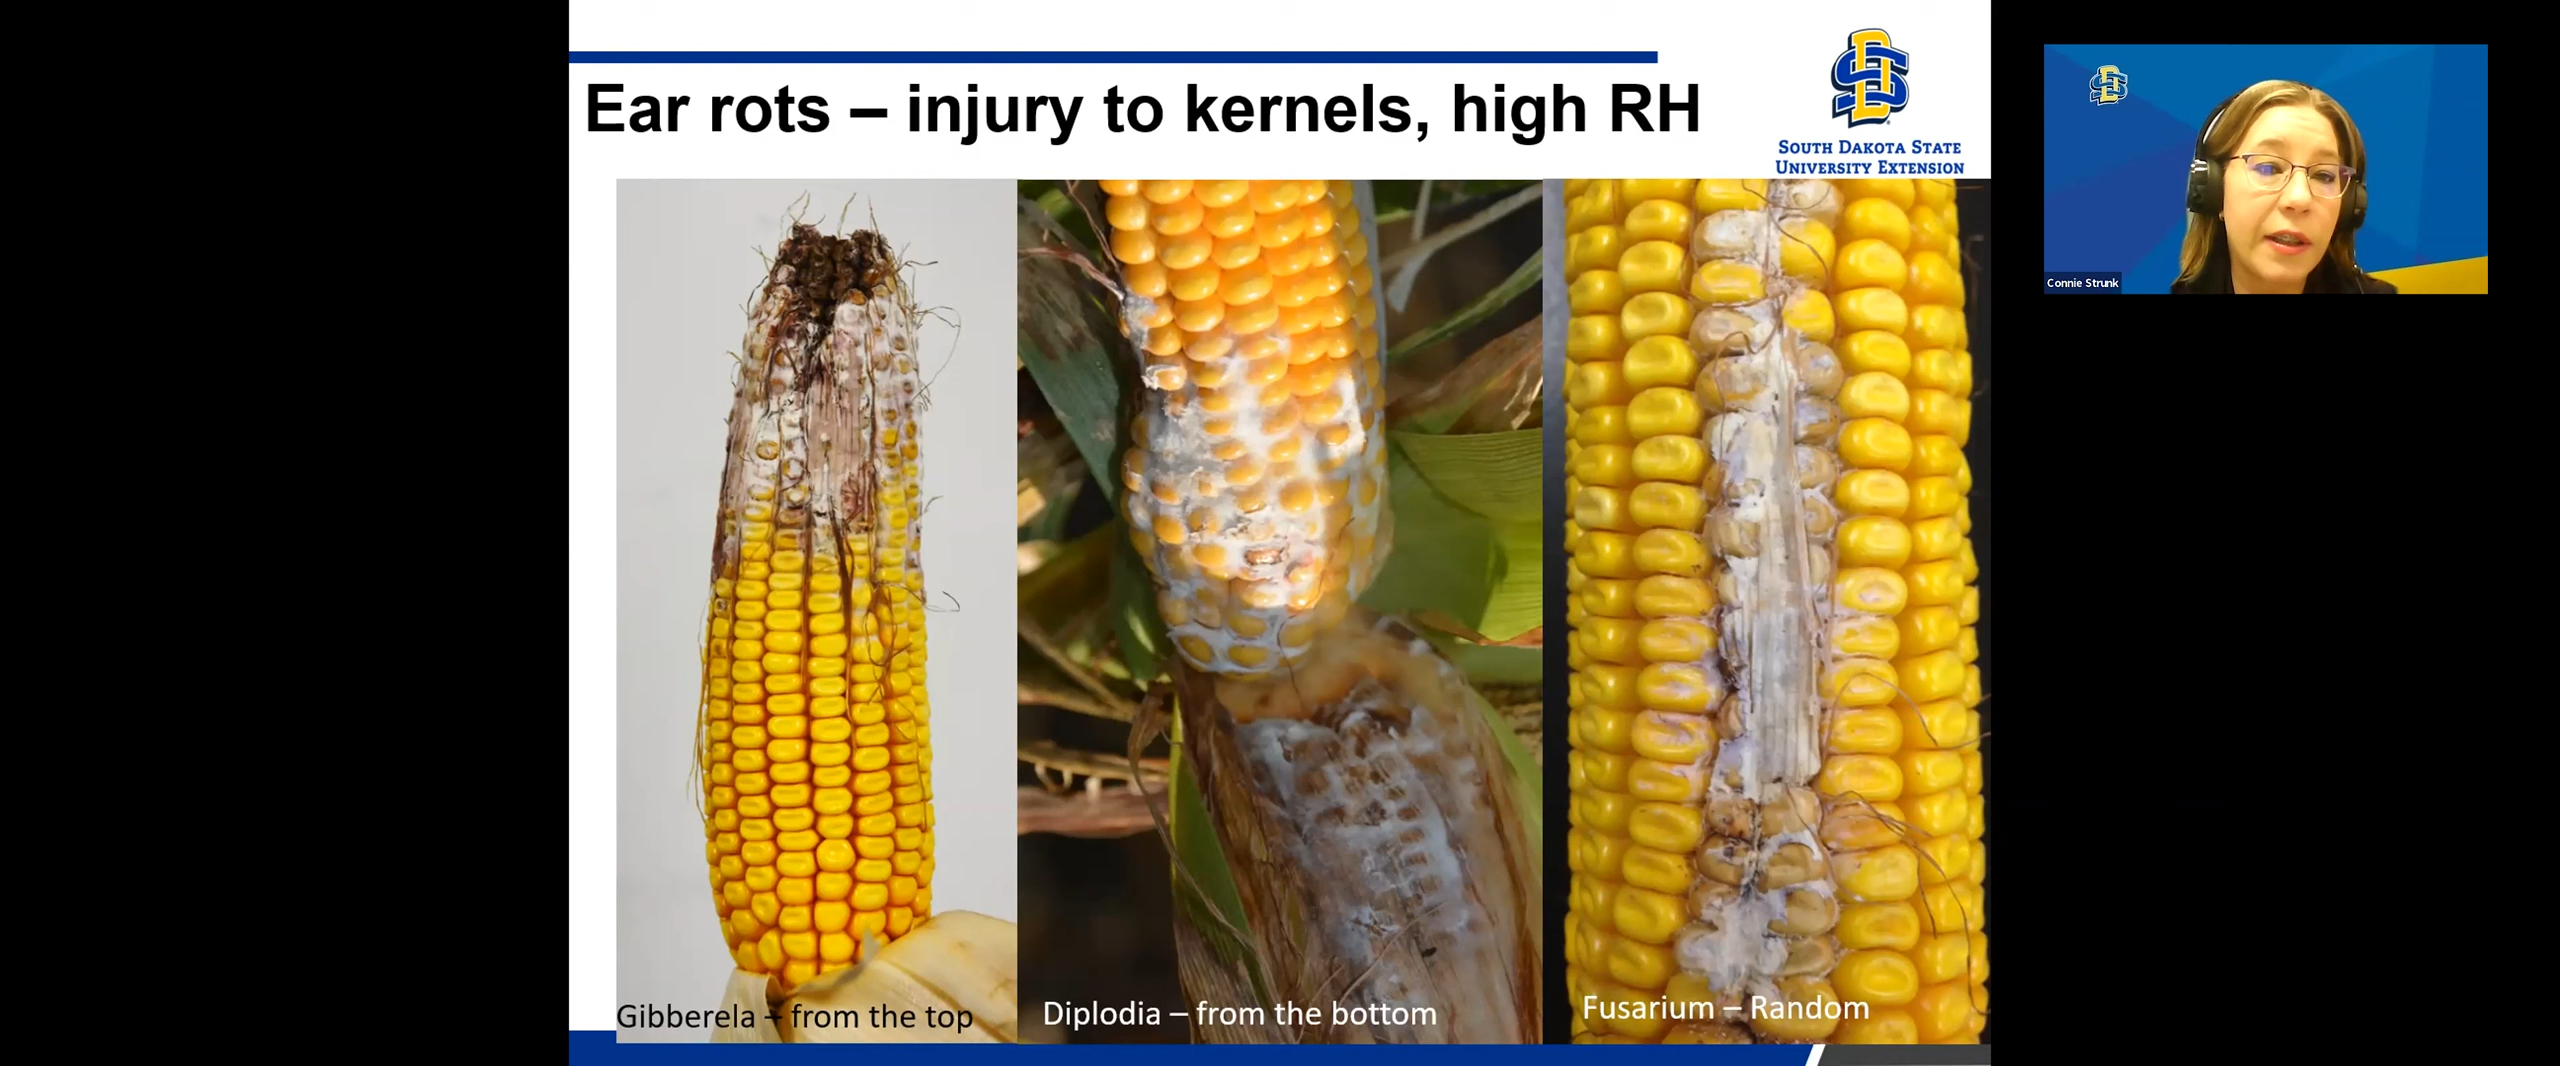 Ear rots – injury to kernels, high RH
SOUTH DAKOTA STATE
UNIVERSITY EXTENSION
Gibberela – from the top
Diplodia – from the bottom
Fusarium – Random
Connie Strunk